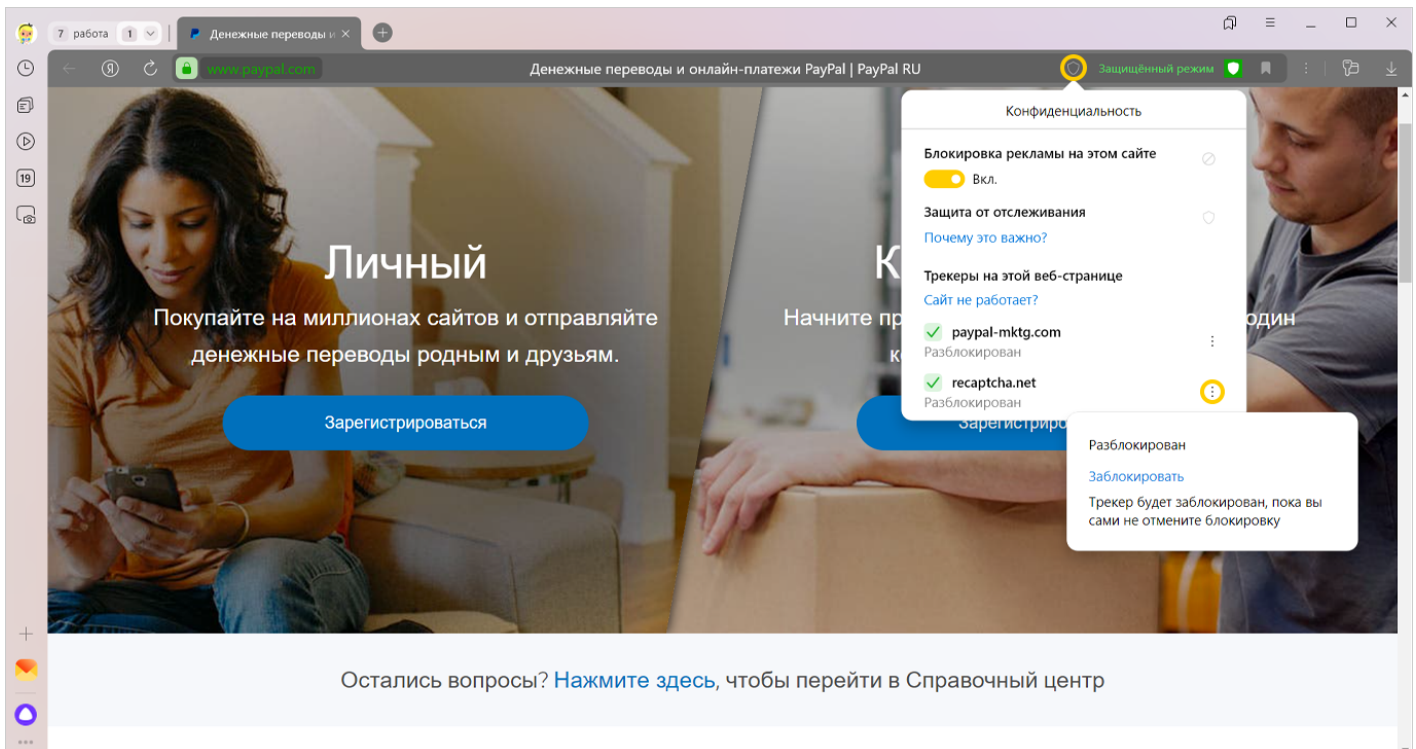 7 работа 1
Денежные переводы и
www.paypal.com
Денежные переводы и онлайн-платежи PayPal | PayPal RU
Защищённый режим
19
Конфиденциальность
Блокировка рекламы на этом сайте
Вкл.
Защита от отслеживания
Почему это важно?
Трекеры на этой веб-странице
Сайт не работает?
paypal-mktg.com
Разблокирован
recaptcha.net
Разблокирован
Разблокирован
Заблокировать
Трекер будет заблокирован, пока вы
сами не отмените блокировку
Личный
Покупайте на миллионах сайтов и отправляйте
денежные переводы родным и друзьям.
Зарегистрироваться
К
Начните пр один
к
Зарегистриро
Остались вопросы? Нажмите здесь, чтобы перейти в Справочный центр